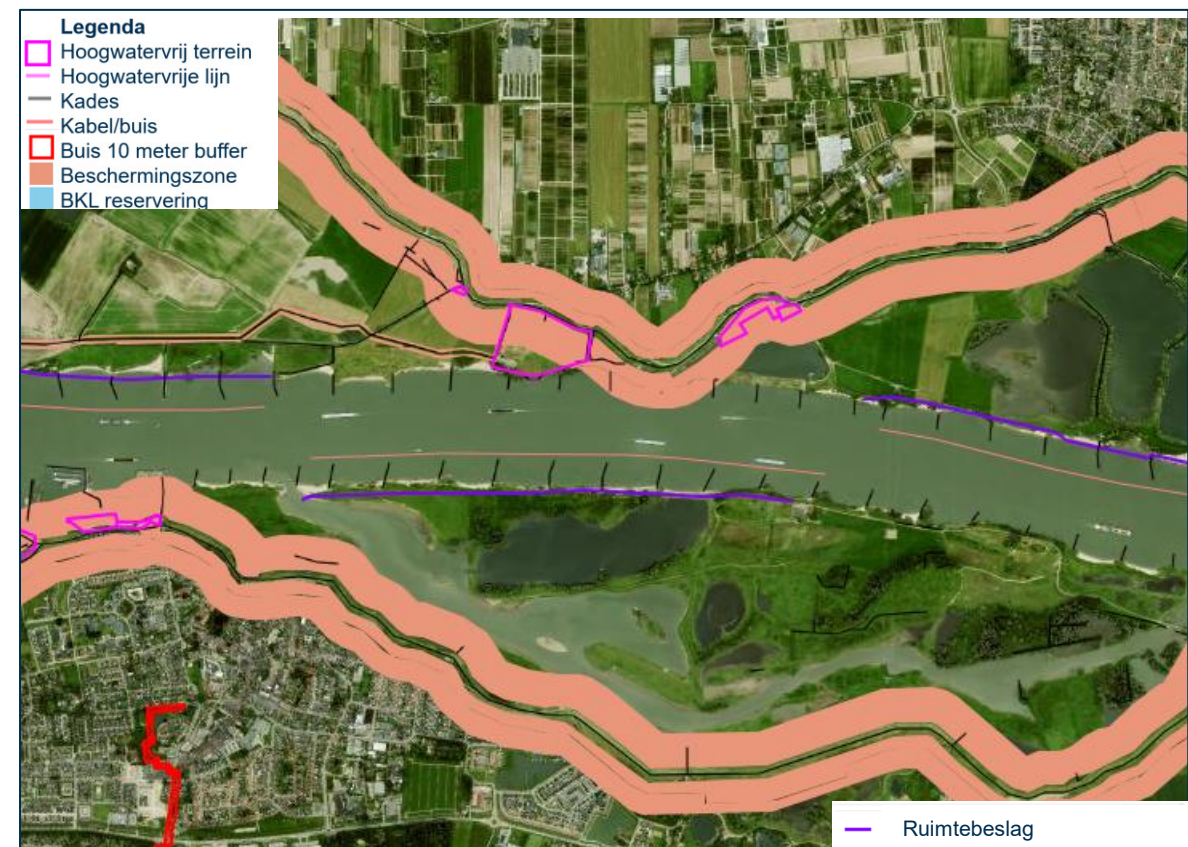 Legenda
Hoogwatervrij terrein
Hoogwatervrije lijn
Kades
Kabel/buis
Buis 10 meter buffer
Beschermingszone
BKL reservering
Ruimtebeslag